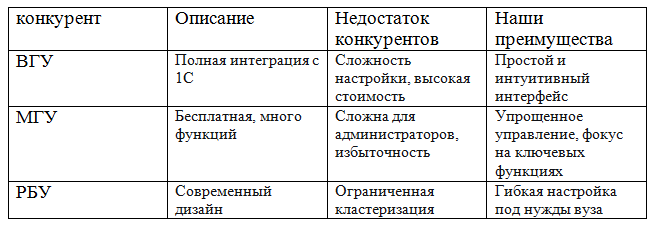 конкурент Описание Недостаток конкурентов Наши преимущества
ВГУ Полная интеграция с 1С Сложность настройки, высокая стоимость Простой и интуитивный интерфейс
МГУ Бесплатная, много функций Сложна для администраторов, избыточность Упрощенное управление, фокус на ключевых функциях
РБУ Современный дизайн Ограниченная кластеризация Гибкая настройка под нужды вуза